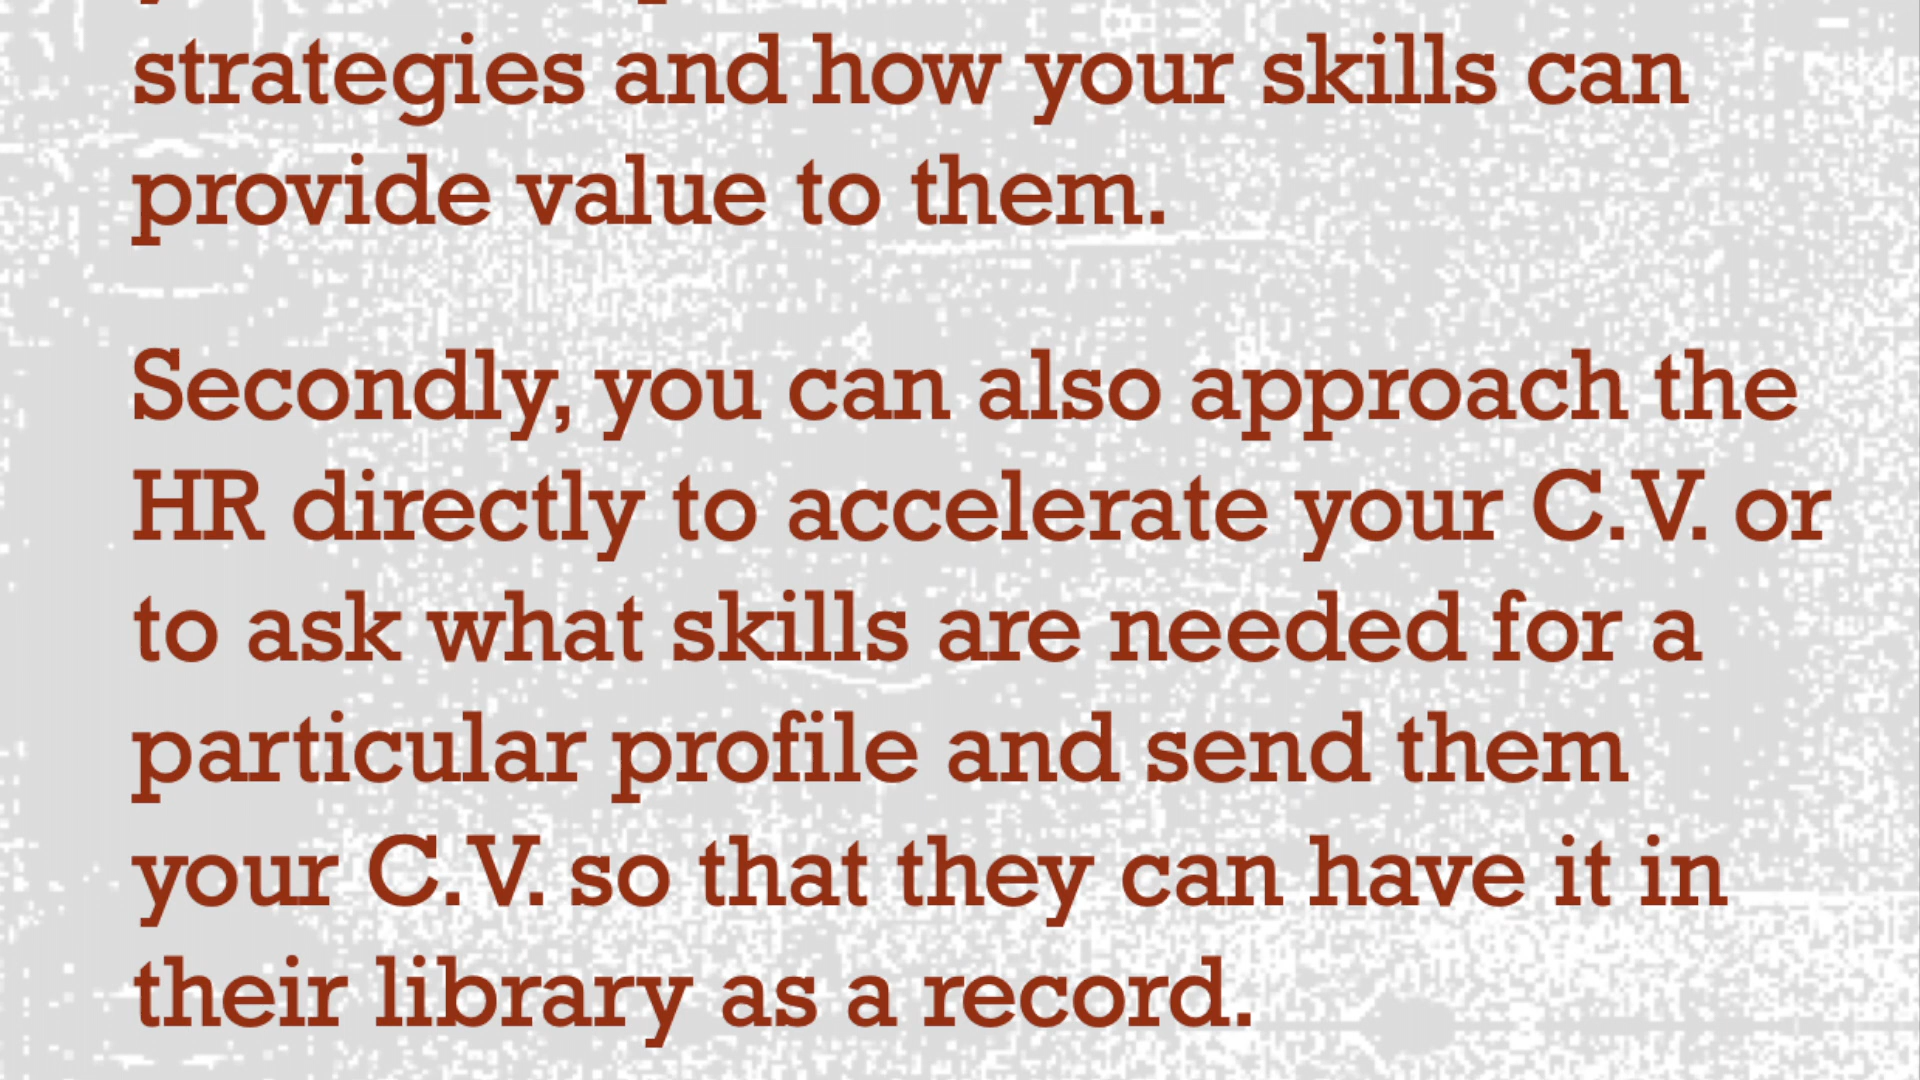 strategies and how your skills can
provide value to them.
Secondly, you can also approach the
HR directly to accelerate your C.V. or
to ask what skills are needed for a
particular profile and send them
your C.V. so that they can have it in
their library as a record.